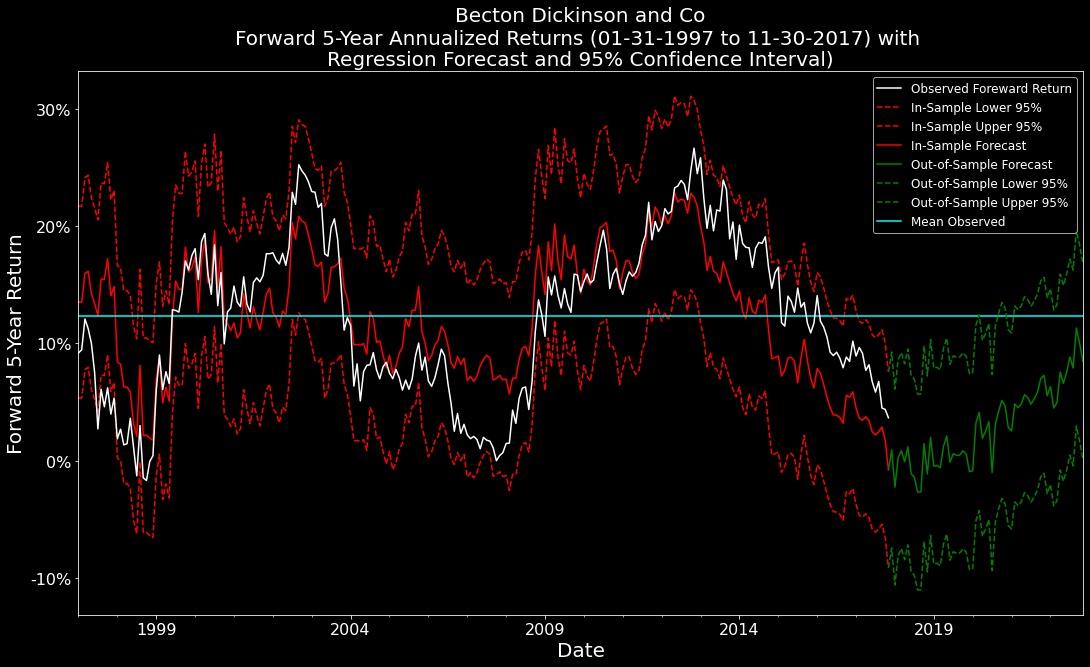 Becton Dickinson and Co
Forward 5-Year Annualized Returns (01-31-1997 to 11-30-2017) with
Regression Forecast and 95% Confidence Interval)
Forward 5-Year Return
30%
20%
10%
0%
-10%
Observed Foreward Return
In-Sample Lower 95%
In-Sample Upper 95%
In-Sample Forecast
Out-of-Sample Forecast
Out-of-Sample Lower 95%
Out-of-Sample Upper 95%
Mean Observed
1999
2004
2009
2014
2019
Date